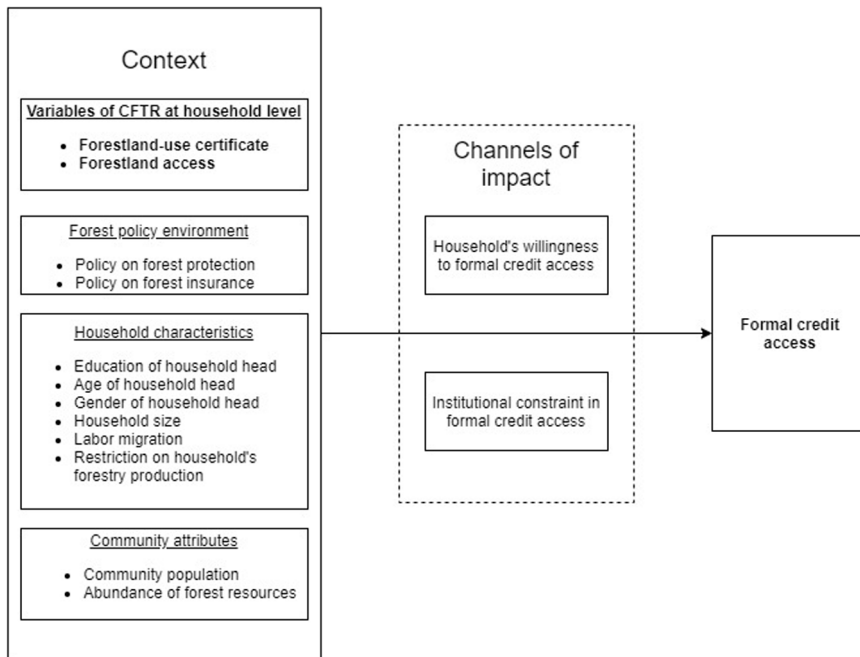 Context
Variables of CFTR at household level
• Forestland-use certificate
• Forestland access
Forest policy environment
• Policy on forest protection
• Policy on forest insurance
Household characteristics
• Education of household head
• Age of household head
• Gender of household head
• Household size
• Labor migration
• Restriction on household's
forestry production
Community attributes
• Community population
• Abundance of forest resources
Channels of
impact
Household's willingness
to formal credit access
Institutional constraint in
formal credit access
Formal credit
access